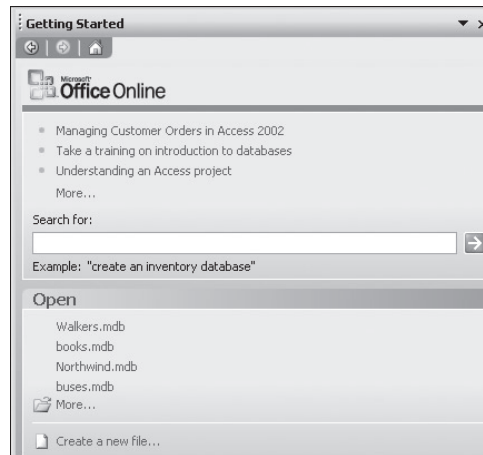 Getting Started
Microsoft
Office Online
Managing Customer Orders in Access 2002
Take a training on introduction to databases
Understanding an Access project
More...
Search for:
Example: "create an inventory database"
Open
Walkers.mdb
books.mdb
Northwind.mdb
buses.mdb
More...
Create a new file...